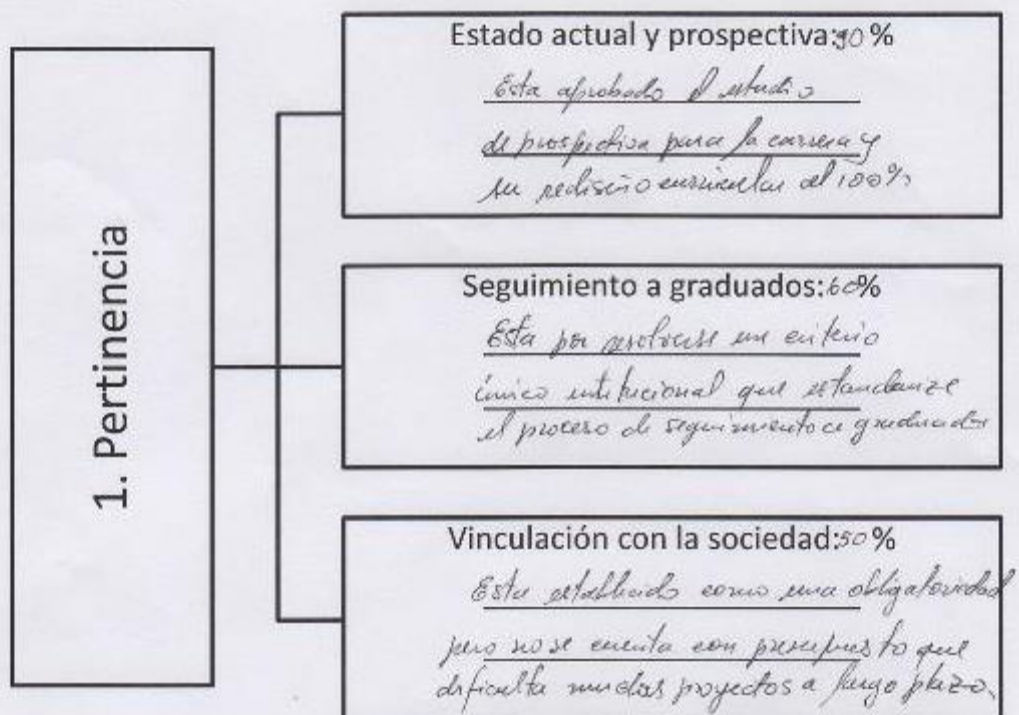 1. Pertinencia
Estado actual y prospectiva:90%
Esta aprobado el estudio
de prospectiva para la carrera y
su rediseño curricular al 100%
Seguimiento a graduados:60%
Esta por resolverse un criterio
único institucional que estandarize
el proceso de seguimiento a graduados
Vinculación con la sociedad:50%
Esta establecido como una obligatoriedad
pero no se cuenta con presupuesto que
dificulta muchos proyectos a largo plazo.